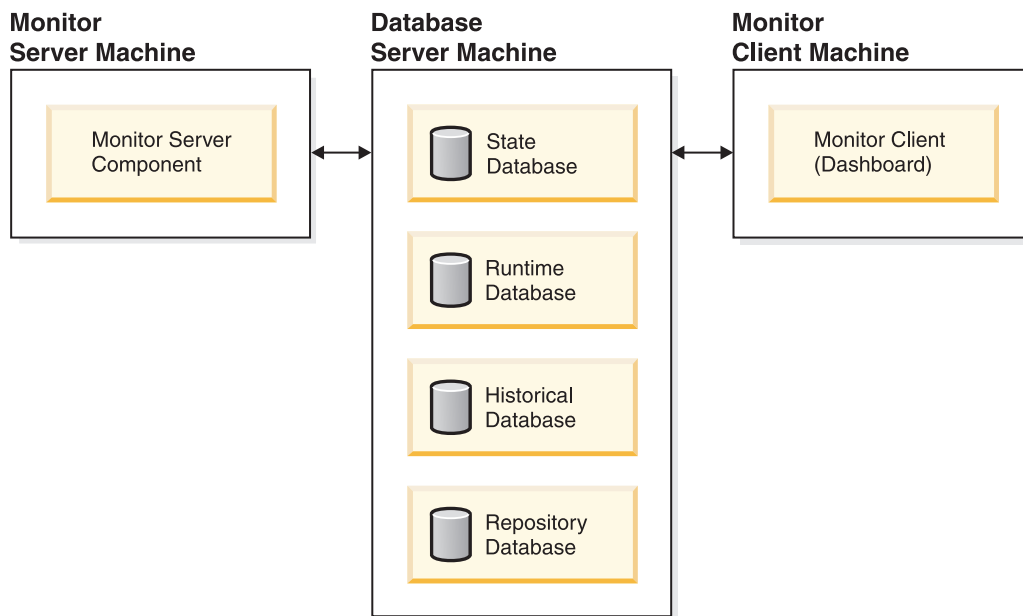 Monitor
Server Machine
Database
Server Machine
Monitor
Client Machine
Monitor Server
Component
State
Database
Runtime
Database
Historical
Database
Repository
Database
Monitor Client
(Dashboard)